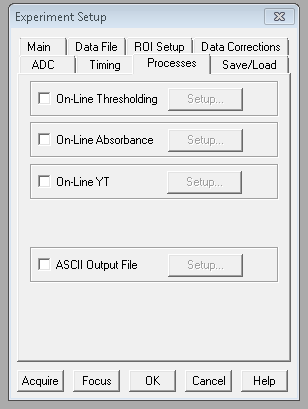 Experiment Setup
Main Data File ROI Setup Data Corrections
ADC Timing Processes Save/Load
On-Line Thresholding Setup...
On-Line Absorbance Setup...
On-Line YT Setup...
ASCII Output File Setup...
Acquire Focus OK Cancel Help